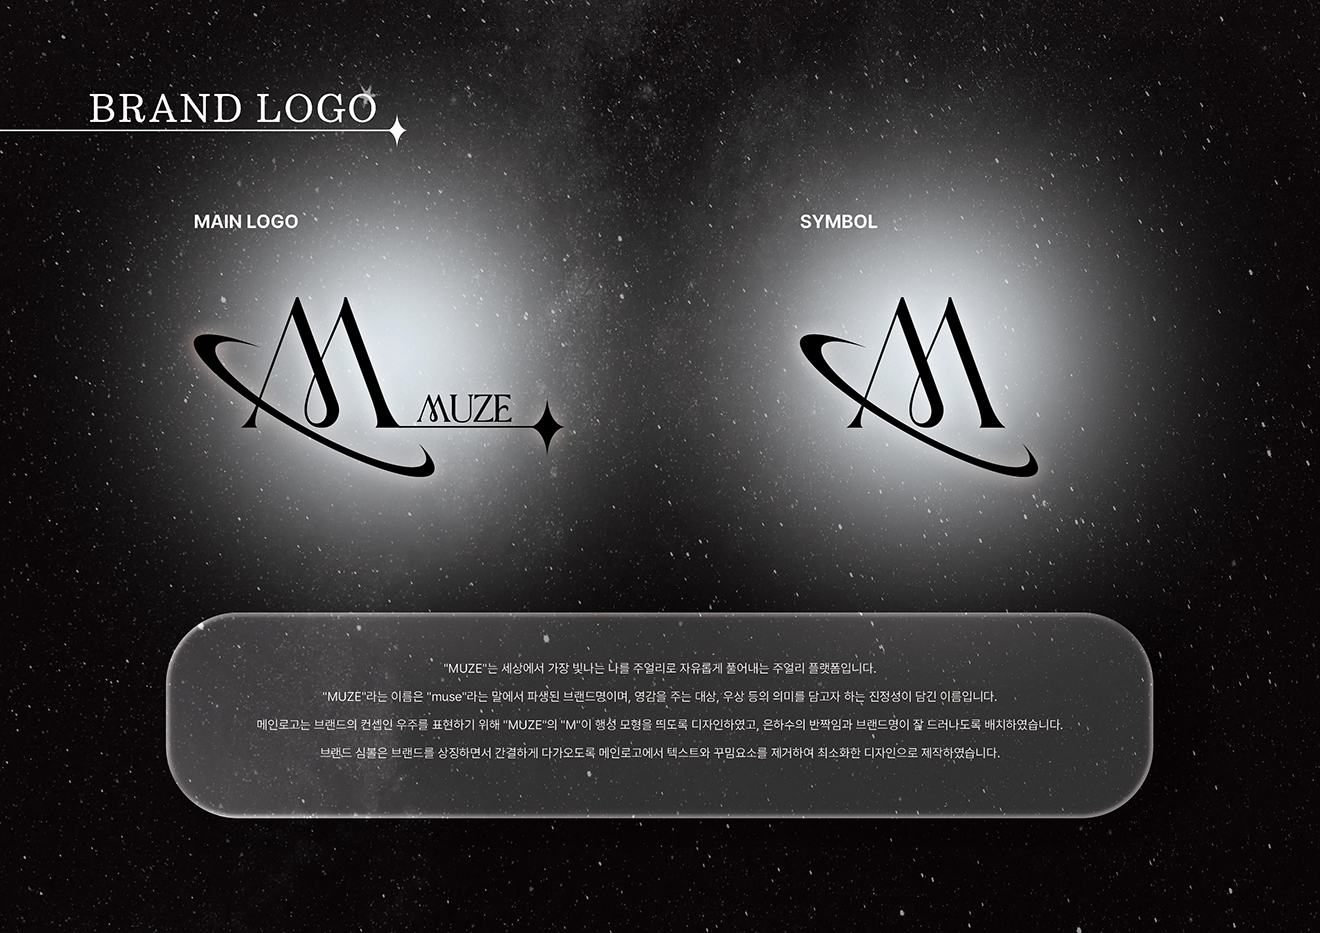 BRAND LOGO
MAIN LOGO
SYMBOL
M
MUZE
M
"MUZE"는 세상에서 가장 빛나는 나를 주얼리로 자유롭게 풀어내는 주얼리 플랫폼입니다.
"MUZE"라는 이름은 "muse"라는 말에서 파생된 브랜드명이며, 영감을 주는 대상, 우상 등의 의미를 담고자 하는 진정성이 담긴 이름입니다.
메인로고는 브랜드의 컨셉인 우주를 표현하기 위해 "MUZE"의 "M"이 행성 모형을 띄도록 디자인하였고, 은하수의 반짝임과 브랜드명이 잘 드러나도록 배치하였습니다.
브랜드 심볼은 브랜드를 상징하면서 간결하게 다가오도록 메인로고에서 텍스트와 꾸밈요소를 제거하여 최소화한 디자인으로 제작하였습니다.